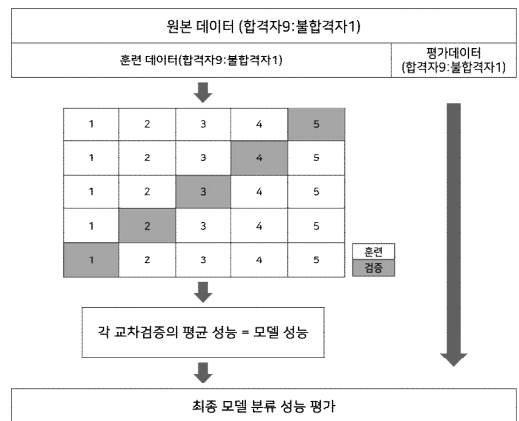 원본 데이터 (합격자9:불합격자1)
훈련 데이터(합격자9:불합격자1)
평가데이터
(합격자9:불합격자1)
1 2 3 4 5
1 2 3 4 5
1 2 3 4 5
1 2 3 4 5
1 2 3 4 5
훈련
검증
각 교차검증의 평균 성능 = 모델 성능
최종 모델 분류 성능 평가